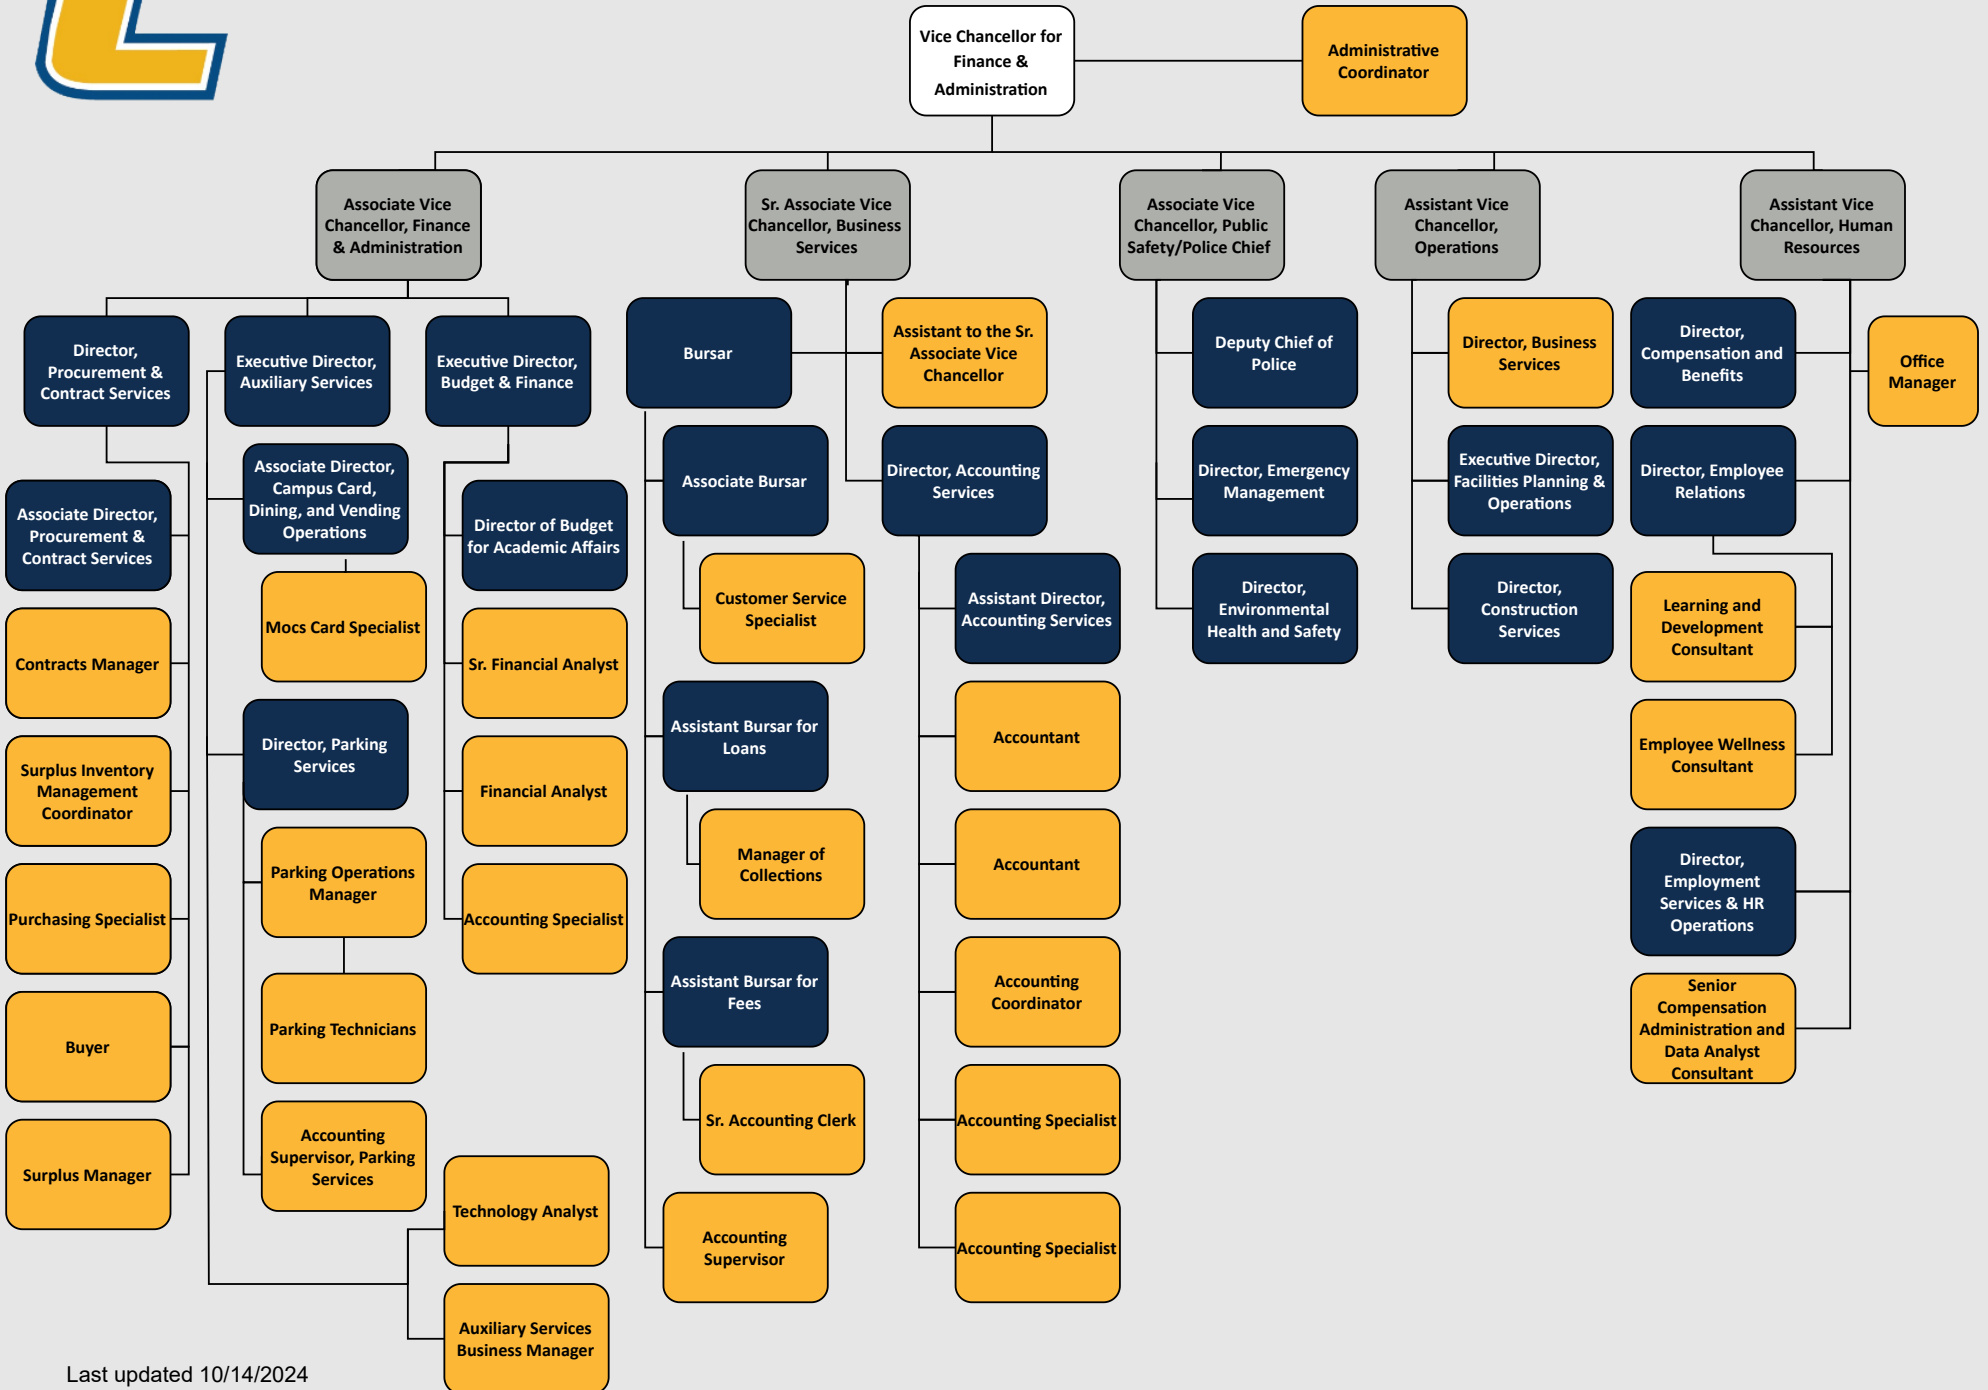 Vice Chancellor for
Finance &
Administration
Administrative
Coordinator
Associate Vice
Chancellor, Finance
& Administration
Sr. Associate Vice
Chancellor, Business
Services
Associate Vice
Chancellor, Public
Safety/Police Chief
Assistant Vice
Chancellor,
Operations
Assistant Vice
Chancellor, Human
Resources
Director,
Procurement &
Contract Services
Associate Director,
Procurement &
Contract Services
Contracts Manager
Surplus Inventory
Management
Coordinator
Purchasing Specialist
Buyer
Surplus Manager
Executive Director,
Auxiliary Services
Associate Director,
Campus Card,
Dining, and Vending
Operations
Mocs Card Specialist
Director, Parking
Services
Parking Operations
Manager
Parking Technicians
Accounting
Supervisor, Parking
Services
Technology Analyst
Auxiliary Services
Business Manager
Executive Director,
Budget & Finance
Director of Budget
for Academic Affairs
Sr. Financial Analyst
Financial Analyst
Accounting Specialist
Bursar
Associate Bursar
Customer Service
Specialist
Assistant Bursar for
Loans
Manager of
Collections
Assistant Bursar for
Fees
Sr. Accounting Clerk
Accounting
Supervisor
Assistant to the Sr.
Associate Vice
Chancellor
Director, Accounting
Services
Assistant Director,
Accounting Services
Accountant
Accountant
Accounting
Coordinator
Accounting Specialist
Accounting Specialist
Deputy Chief of
Police
Director, Emergency
Management
Director,
Environmental
Health and Safety
Director, Business
Services
Executive Director,
Facilities Planning &
Operations
Director,
Construction
Services
Director,
Compensation and
Benefits
Office
Manager
Director, Employee
Relations
Learning and
Development
Consultant
Employee Wellness
Consultant
Director,
Employment
Services & HR
Operations
Senior
Compensation
Administration and
Data Analyst
Consultant
Last updated 10/14/2024